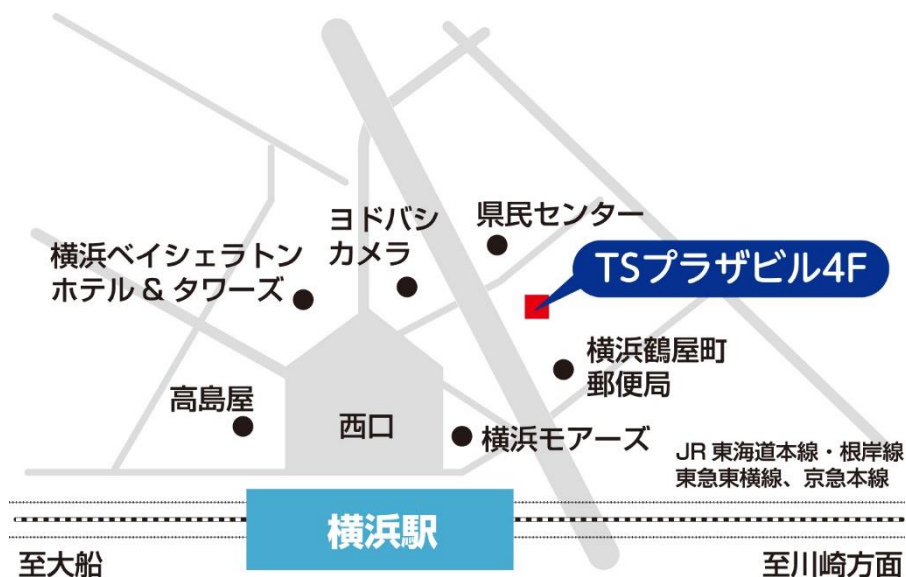 ヨドバシ
カメラ
県民センター
横浜ベイシェラトン
ホテル & タワーズ
TSプラザビル4F
横浜鶴屋町
郵便局
高島屋
西口
横浜モアーズ
JR 東海道本線・根岸線
東急東横線、京急本線
横浜駅
至大船
至川崎方面